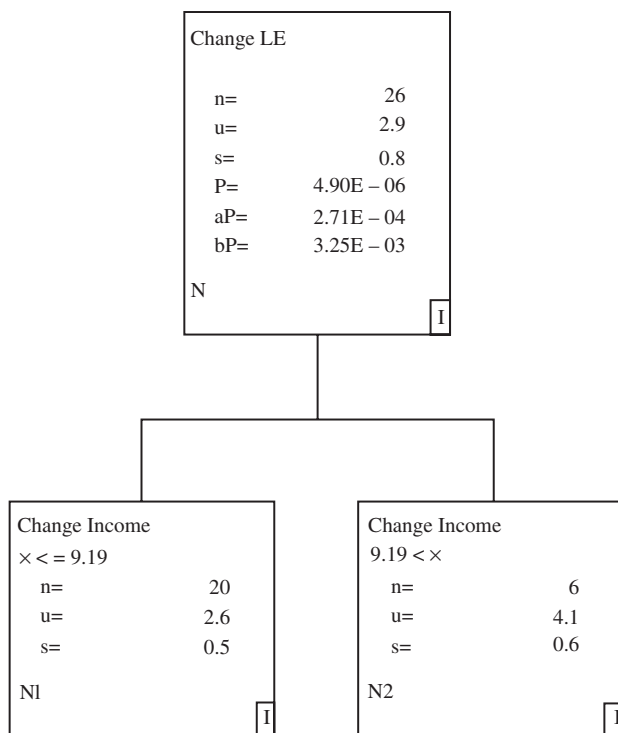 Change LE
n= 26
u= 2.9
s= 0.8
P= 4.90E – 06
aP= 2.71E – 04
bP= 3.25E – 03
N
I
Change Income
× < = 9.19
n= 20
u= 2.6
s= 0.5
Nl
I
Change Income
9.19 < ×
n= 6
u= 4.1
s= 0.6
N2
I